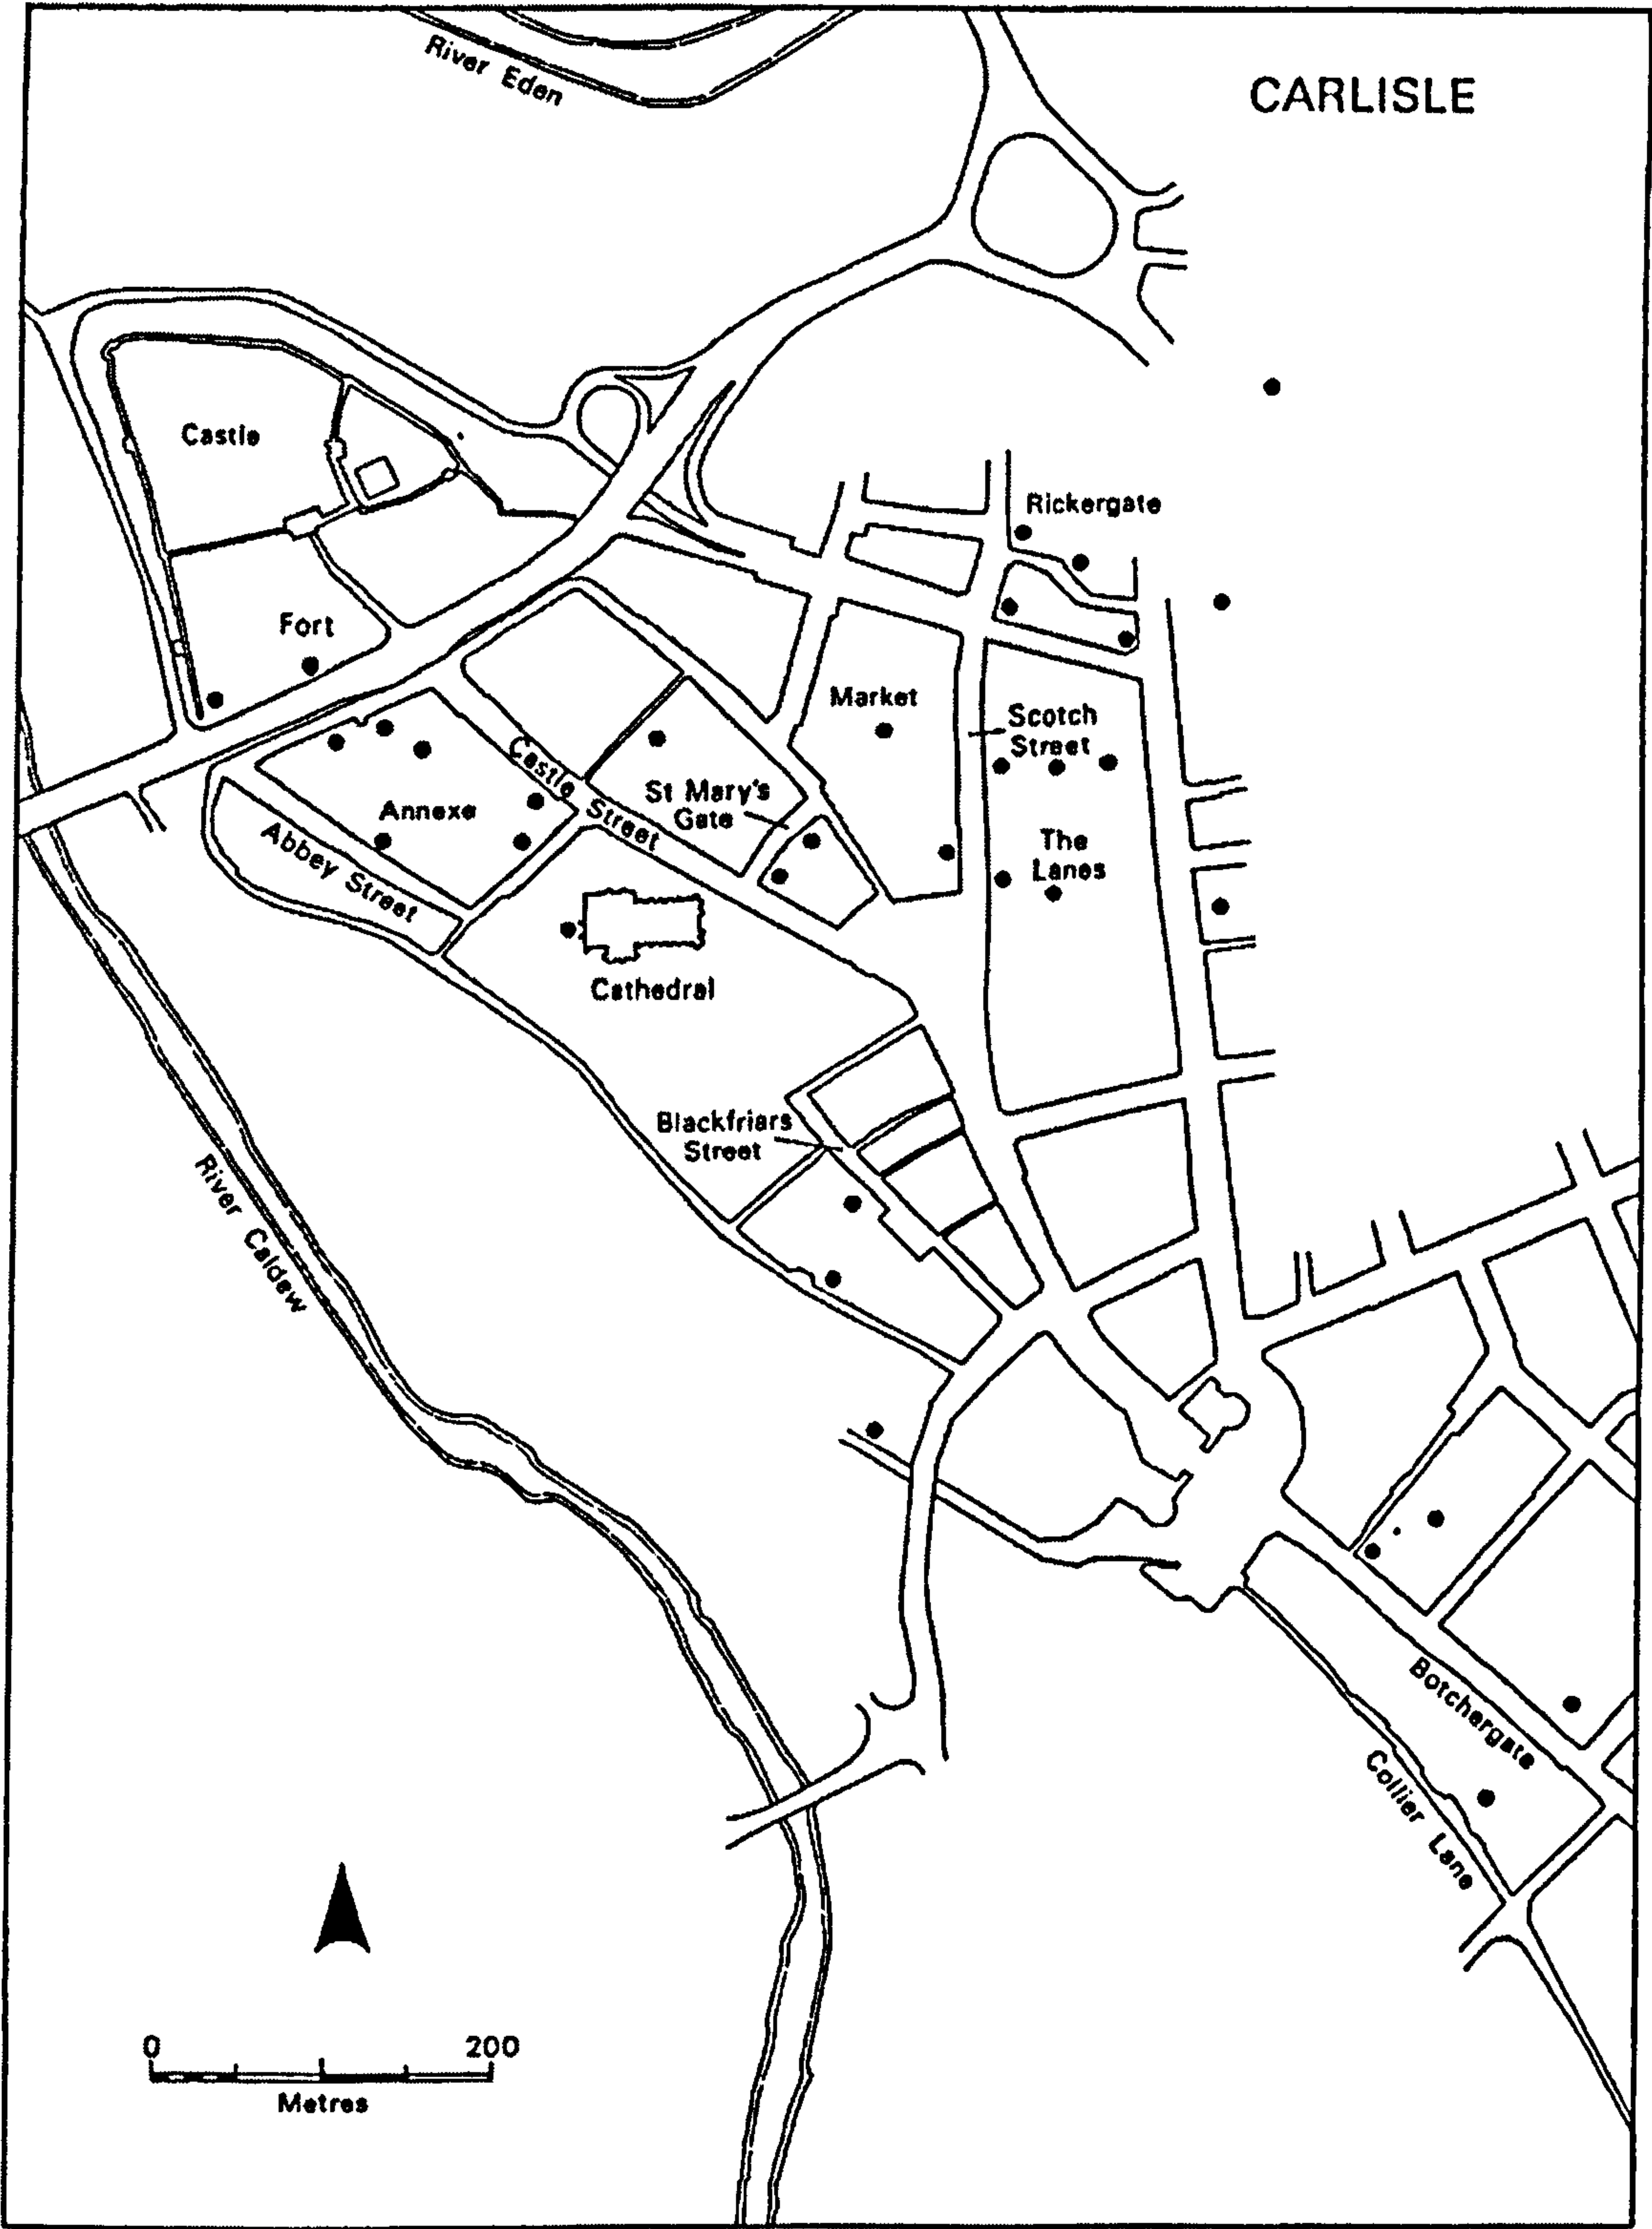 River Eden
CARLISLE
Castle
Rickergate
Fort
Market
Scotch
Street
Castle Street
St Mary's
Gate
Annexe
The
Lanes
Abbey Street
Cathedral
Blackfriars
Street
River Caldew
Botchergate
Collier Lane
0 200
Metres